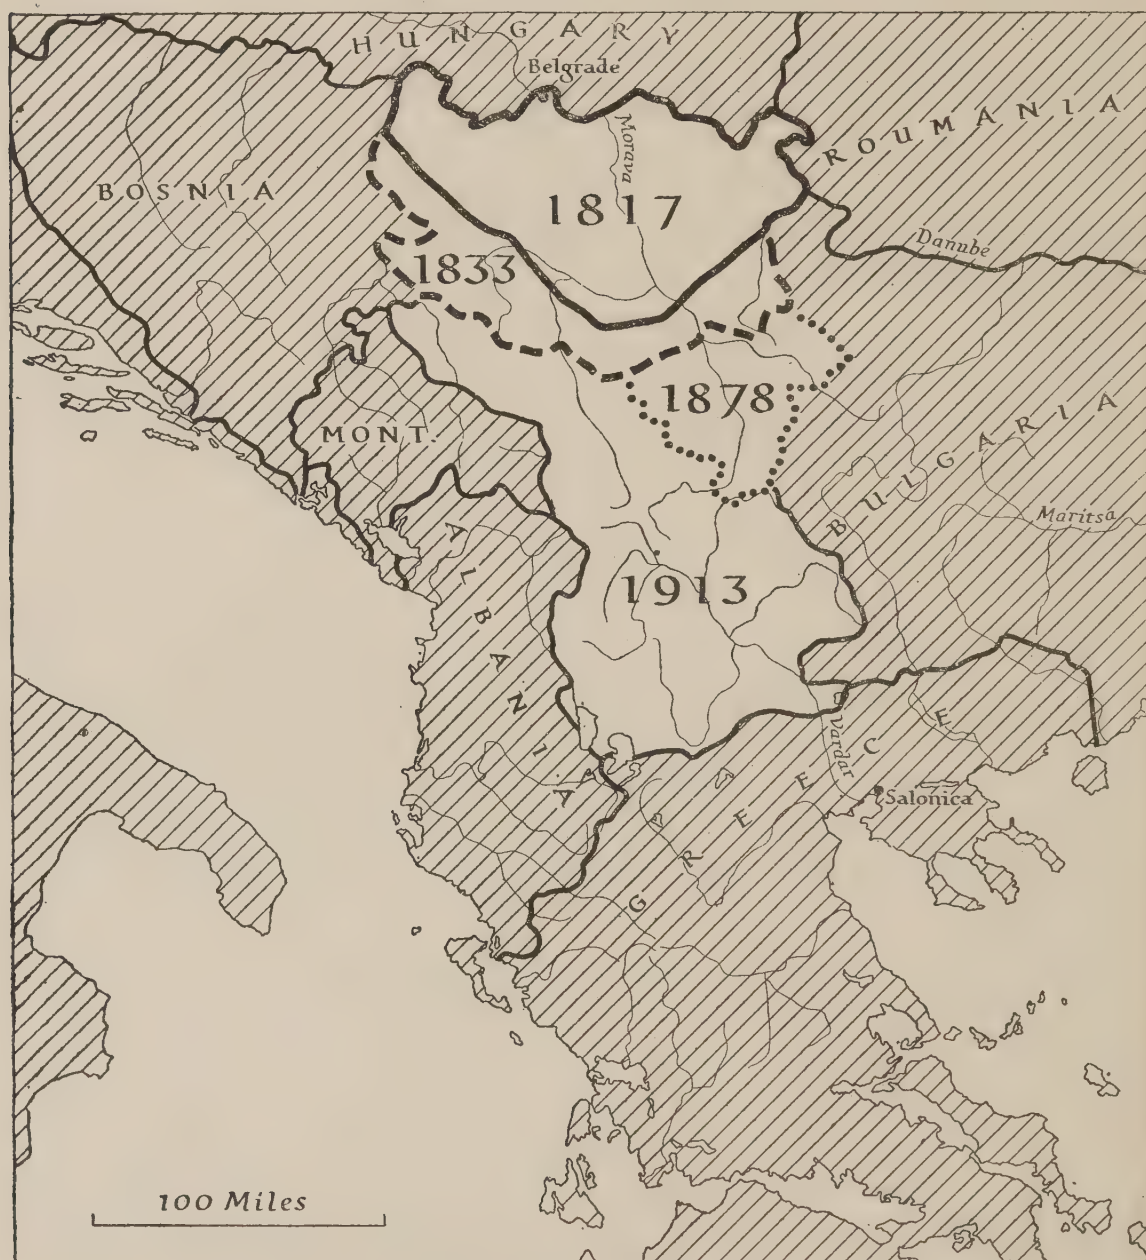 HUNGARY
Belgrade
ROUMANIA
Morava
BOSNIA
1817
Danube
1833
1878
MONT.
BULGARIA
Maritsa
ALBANIA
1913
Vardar
GREECE
Salonica
100 Miles